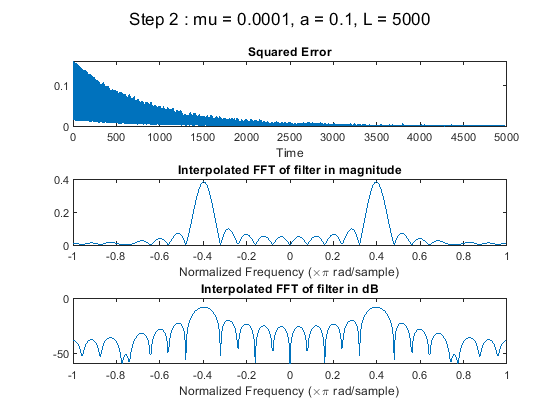 Step 2 : mu = 0.0001, a = 0.1, L = 5000
Squared Error
0.1
0
0 500 1000 1500 2000 2500 3000 3500 4000 4500 5000
Time
Interpolated FFT of filter in magnitude
0.4
0.2
0
-1 -0.8 -0.6 -0.4 -0.2 0 0.2 0.4 0.6 0.8 1
Normalized Frequency (×π rad/sample)
Interpolated FFT of filter in dB
0
-50
-1 -0.8 -0.6 -0.4 -0.2 0 0.2 0.4 0.6 0.8 1
Normalized Frequency (×π rad/sample)